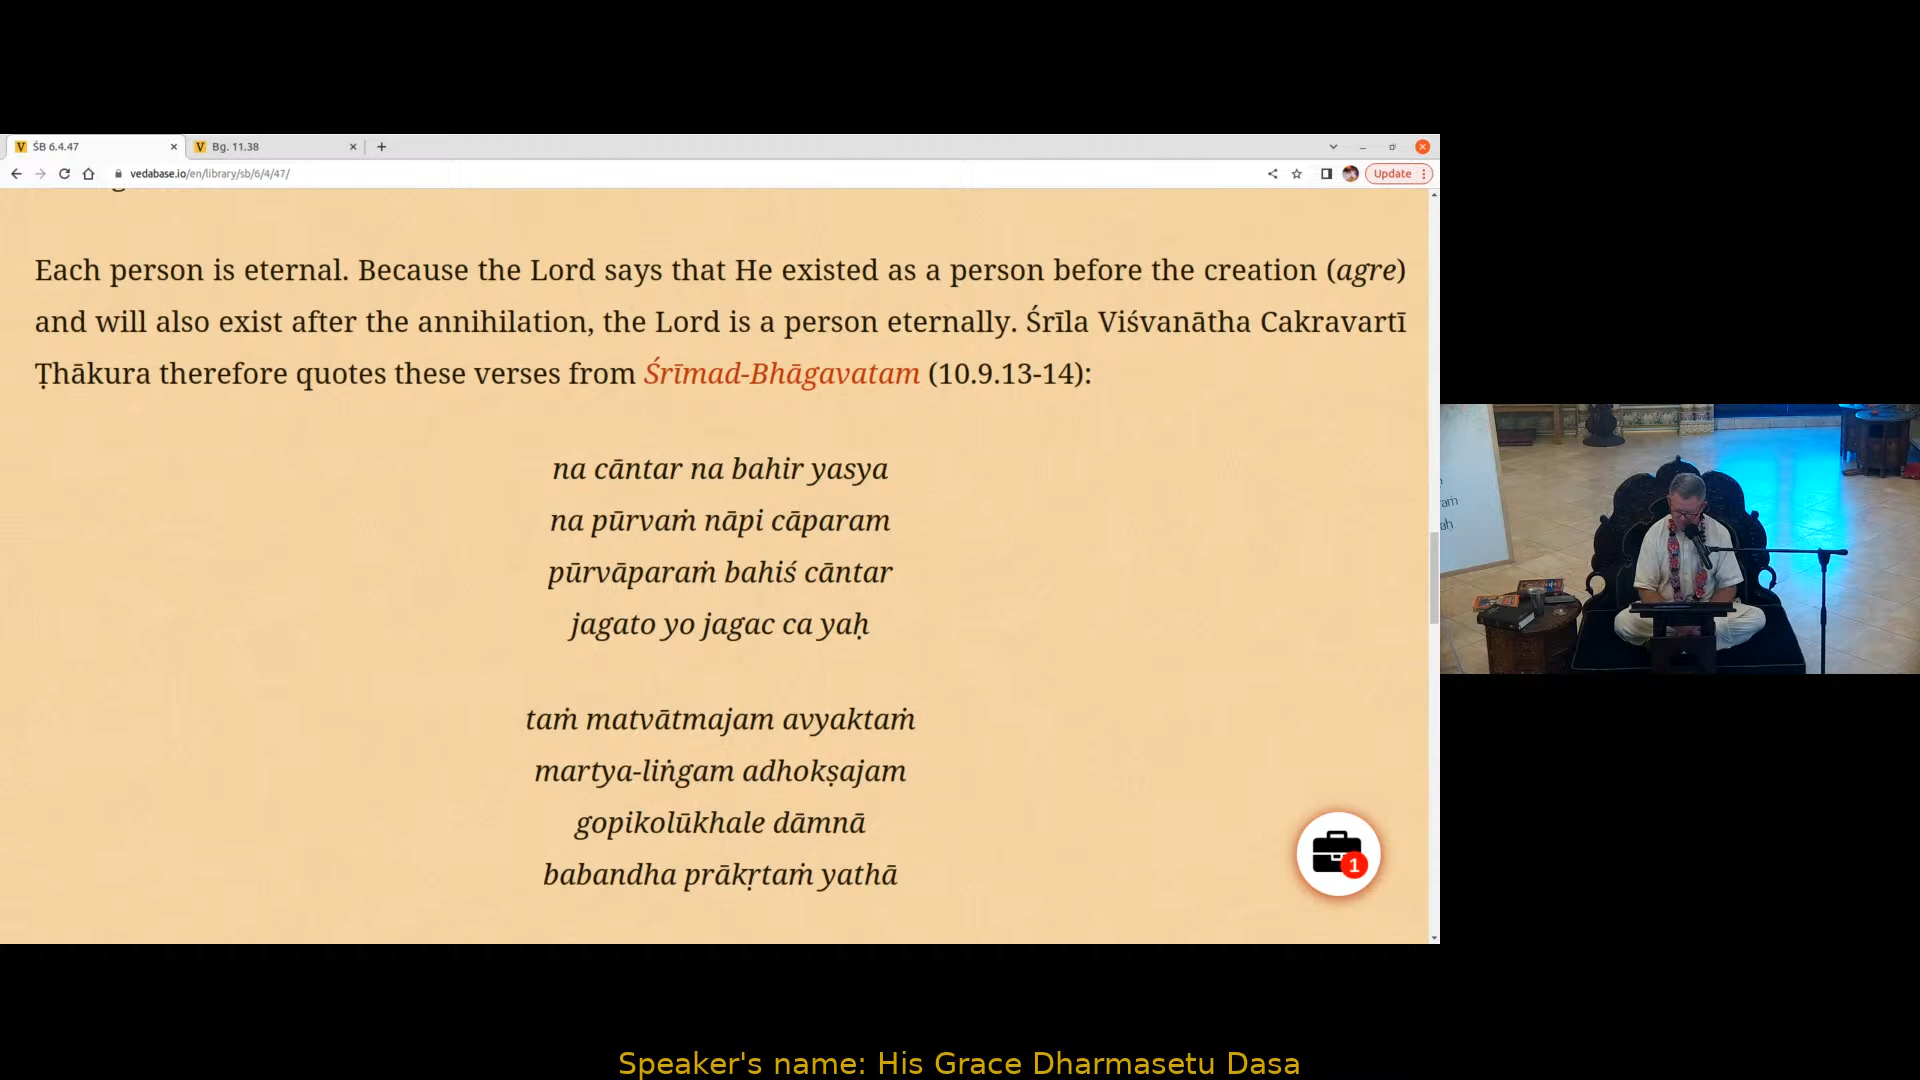 ŚB 6.4.47
Bg. 11.38
vedabase.io/en/library/sb/6/4/47/
Update
Each person is eternal. Because the Lord says that He existed as a person before the creation (agre)
and will also exist after the annihilation, the Lord is a person eternally. Śrīla Viśvanātha Cakravartī
Ṭhākura therefore quotes these verses from Śrīmad-Bhāgavatam (10.9.13-14):
na cāntar na bahir yasya
na pūrvaṁ nāpi cāparam
pūrvāparaṁ bahiś cāntar
jagato yo jagac ca yaḥ
taṁ matvātmajam avyaktaṁ
martya-liṅgam adhokṣajam
gopikolūkhale dāmnā
babandha prākṛtaṁ yathā
1
Speaker's name: His Grace Dharmasetu Dasa